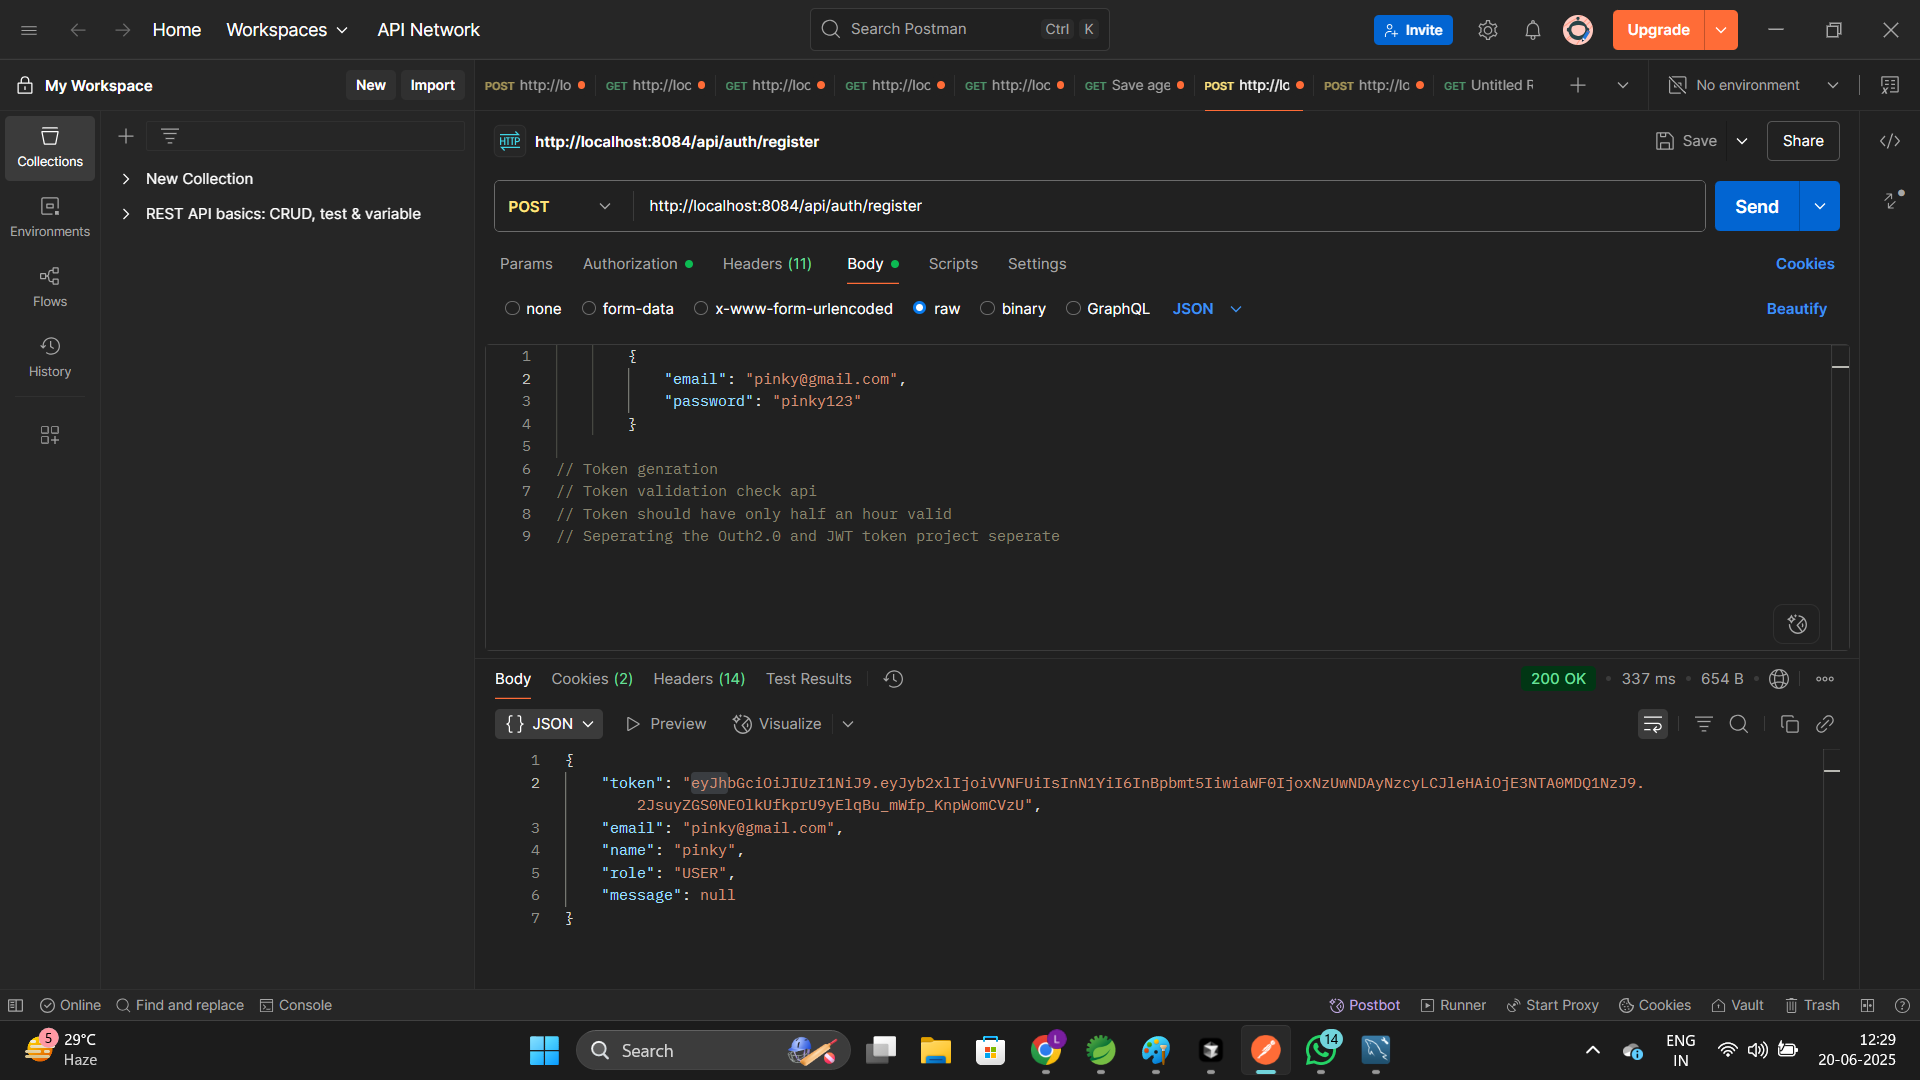 Home
Workspaces
API Network
Search Postman
Ctrl K
Invite
Upgrade
My Workspace
New
Import
POST http://lo
GET http://loc
GET http://loc
GET http://loc
GET http://loc
GET Save age
POST http://lc
POST http://lc
GET Untitled R
No environment
Collections
Environments
Flows
History
New Collection
REST API basics: CRUD, test & variable
HTTP
http://localhost:8084/api/auth/register
Save
Share
POST
http://localhost:8084/api/auth/register
Send
Params
Authorization
Headers (11)
Body
Scripts
Settings
Cookies
none
form-data
x-www-form-urlencoded
raw
binary
GraphQL
JSON
Beautify
1 {
2 "email": "pinky@gmail.com",
3 "password": "pinky123"
4 }
5
6 // Token genration
7 // Token validation check api
8 // Token should have only half an hour valid
9 // Seperating the Outh2.0 and JWT token project seperate
Body
Cookies (2)
Headers (14)
Test Results
200 OK
337 ms
654 B
{} JSON
Preview
Visualize
1 {
2 "token": "eyJhbGciOiJIUzI1NiJ9.eyJyb2xlIjoiVVNFUiIsInN1YiI6InBpbmt5IiwiaWF0IjoxNzUwNDAyNzcyLCJleHAiOjE3NTA0MDQ1NzJ9.
2JsuyZGS0NEOlkUfkprU9yElqBu_mWfp_KnpWomCVzU",
3 "email": "pinky@gmail.com",
4 "name": "pinky",
5 "role": "USER",
6 "message": null
7 }
Online
Find and replace
Console
Postbot
Runner
Start Proxy
Cookies
Vault
Trash
5
29°C
Haze
Search
L
14
ENG
IN
12:29
20-06-2025